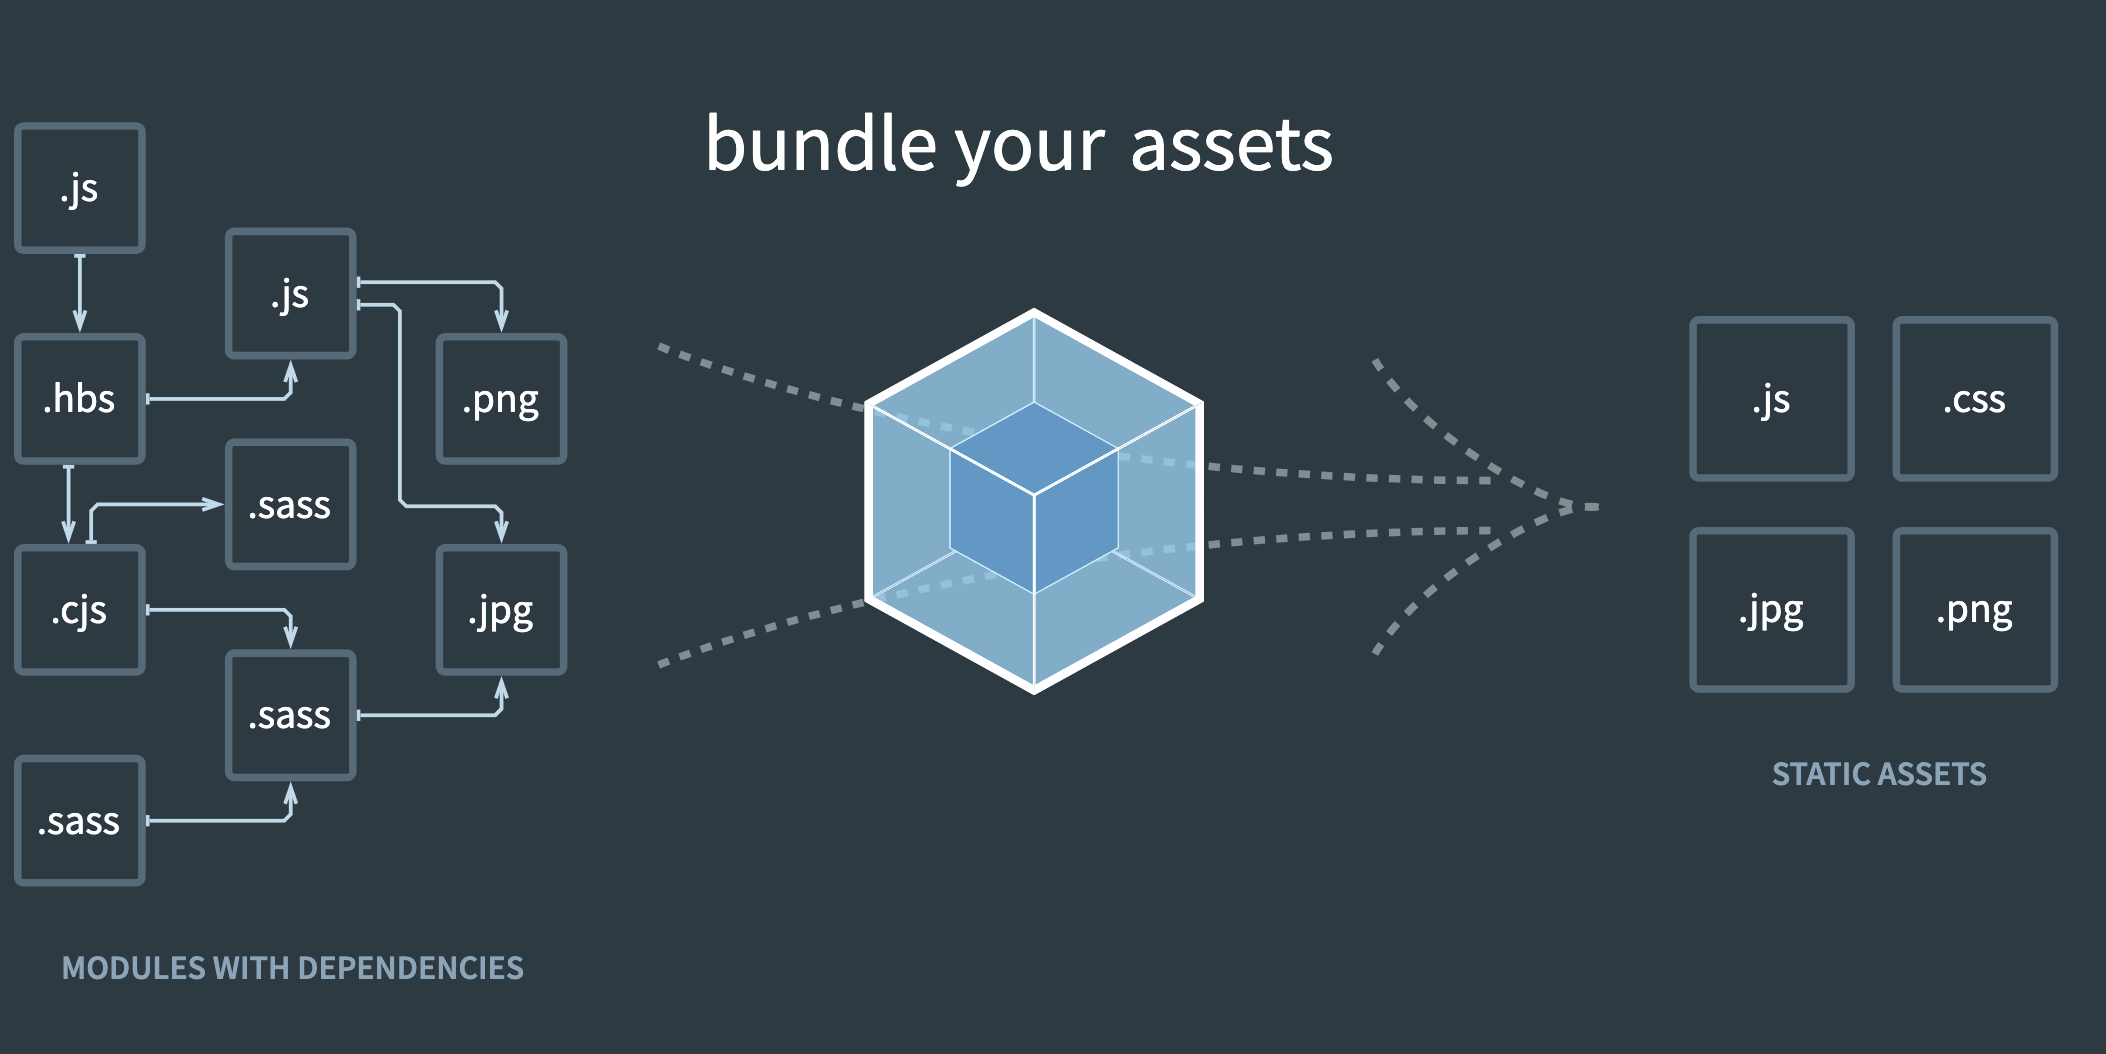 bundle your assets
.js
.js
.hbs
.png
.sass
.cjs
.jpg
.sass
.sass
MODULES WITH DEPENDENCIES
.js
.css
.jpg
.png
STATIC ASSETS